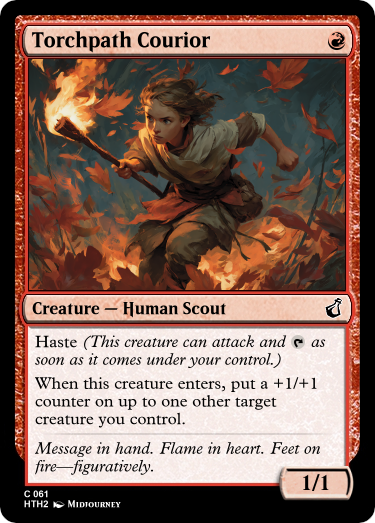 Torchpath Courior
Creature — Human Scout
Haste (This creature can attack and as
soon as it comes under your control.)
When this creature enters, put a +1/+1
counter on up to one other target
creature you control.
Message in hand. Flame in heart. Feet on
fire—figuratively.
1/1
C 061
HTH2 Midjourney